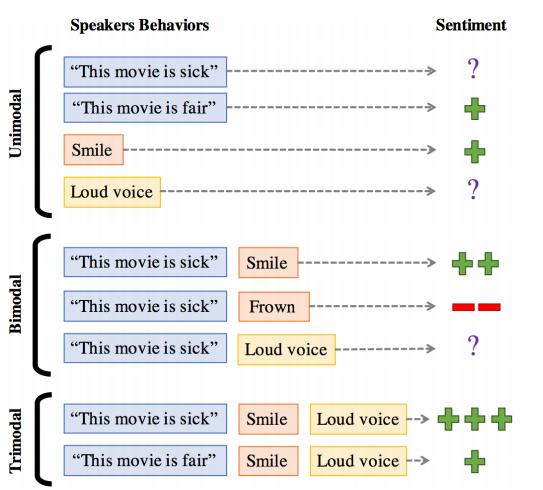 Speakers Behaviors Sentiment
Unimodal
“This movie is sick” ?
“This movie is fair”
Smile
Loud voice ?
Bimodal
“This movie is sick” Smile
“This movie is sick” Frown
“This movie is sick” Loud voice ?
Trimodal
“This movie is sick” Smile Loud voice
“This movie is fair” Smile Loud voice